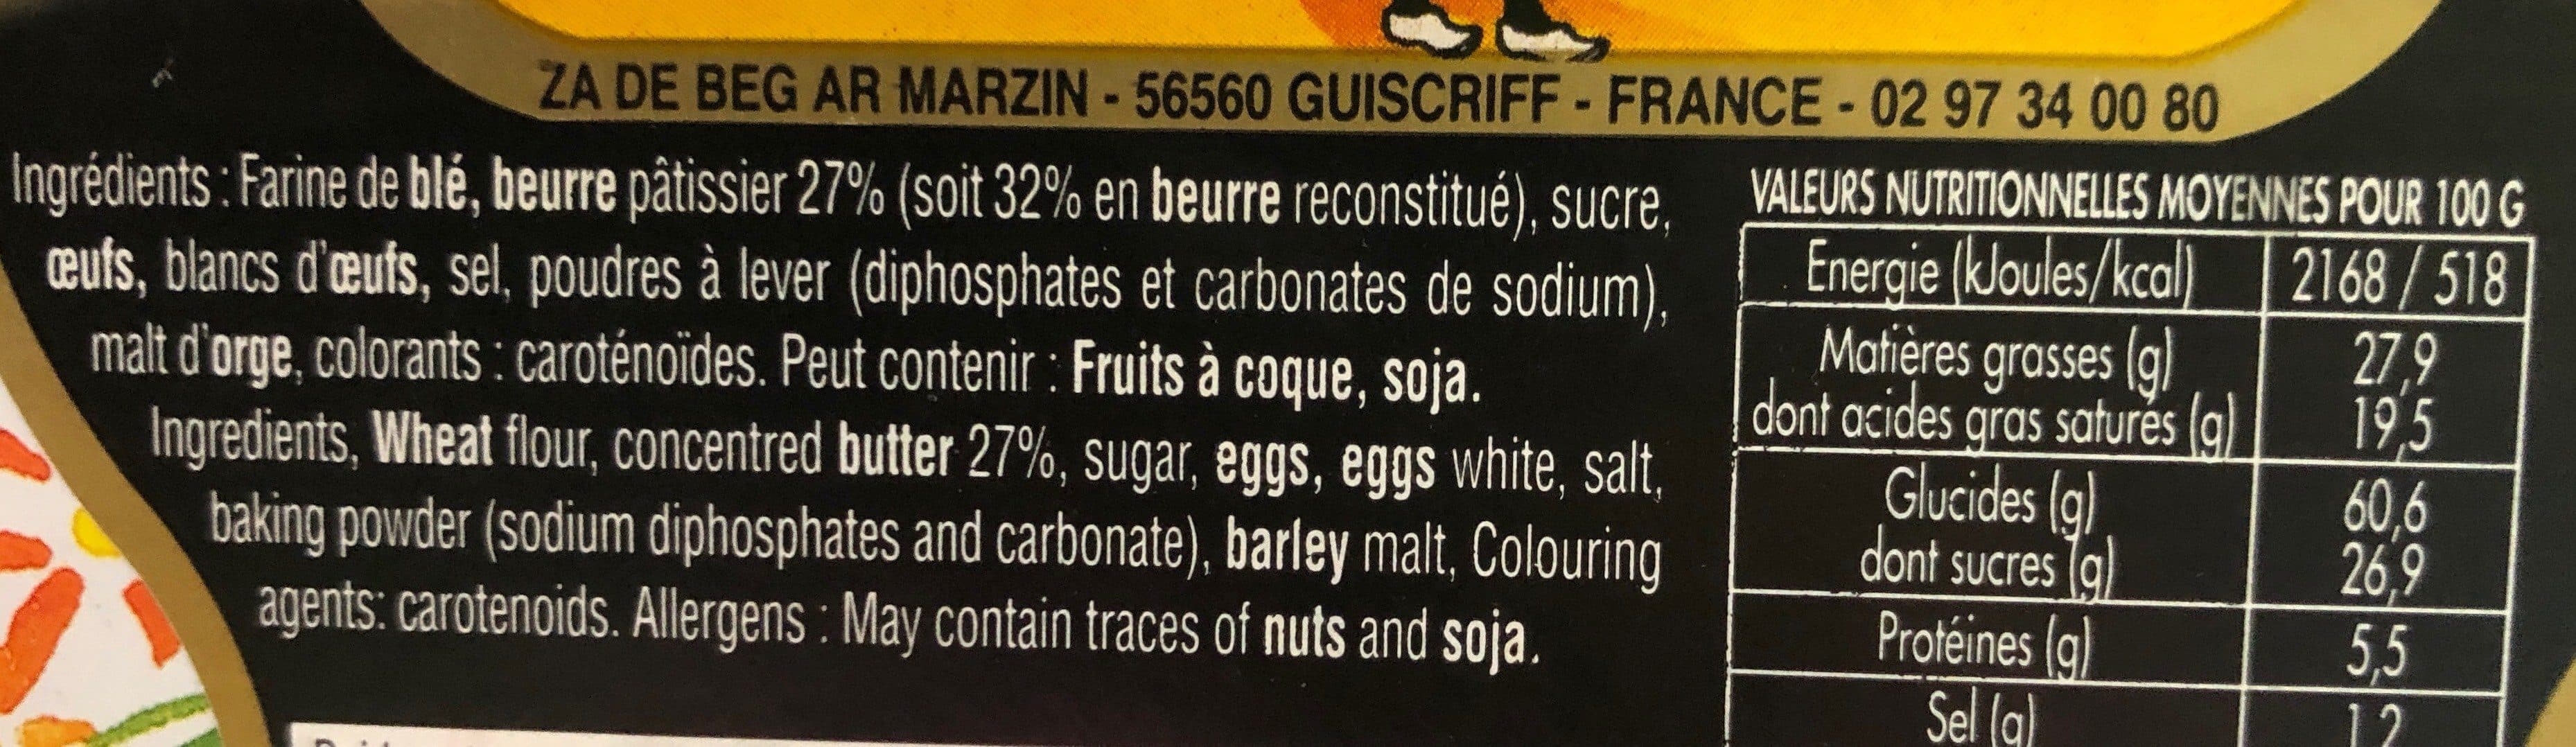 ZA DE BEG AR MARZIN - 56560 GUISCRIFF - FRANCE - 02 97 34 00 80
Ingrédients : Farine de blé, beurre pâtissier 27% (soit 32% en beurre reconstitué), sucre,
œufs, blancs d'œufs, sel, poudres à lever (diphosphates et carbonates de sodium),
malt d'orge, colorants : caroténoïdes. Peut contenir : Fruits à coque, soja.
Ingredients, Wheat flour, concentred butter 27%, sugar, eggs, eggs white, salt,
baking powder (sodium diphosphates and carbonate), barley malt, Colouring
agents: carotenoids. Allergens : May contain traces of nuts and soja.
VALEURS NUTRITIONNELLES MOYENNES POUR 100 G
Energie (kJoules/kcal) 2168 / 518
Matières grasses (g) 27,9
dont acides gras saturés (g) 19,5
Glucides (g) 60,6
dont sucres (g) 26,9
Protéines (g) 5,5
Sel (g) 1,2